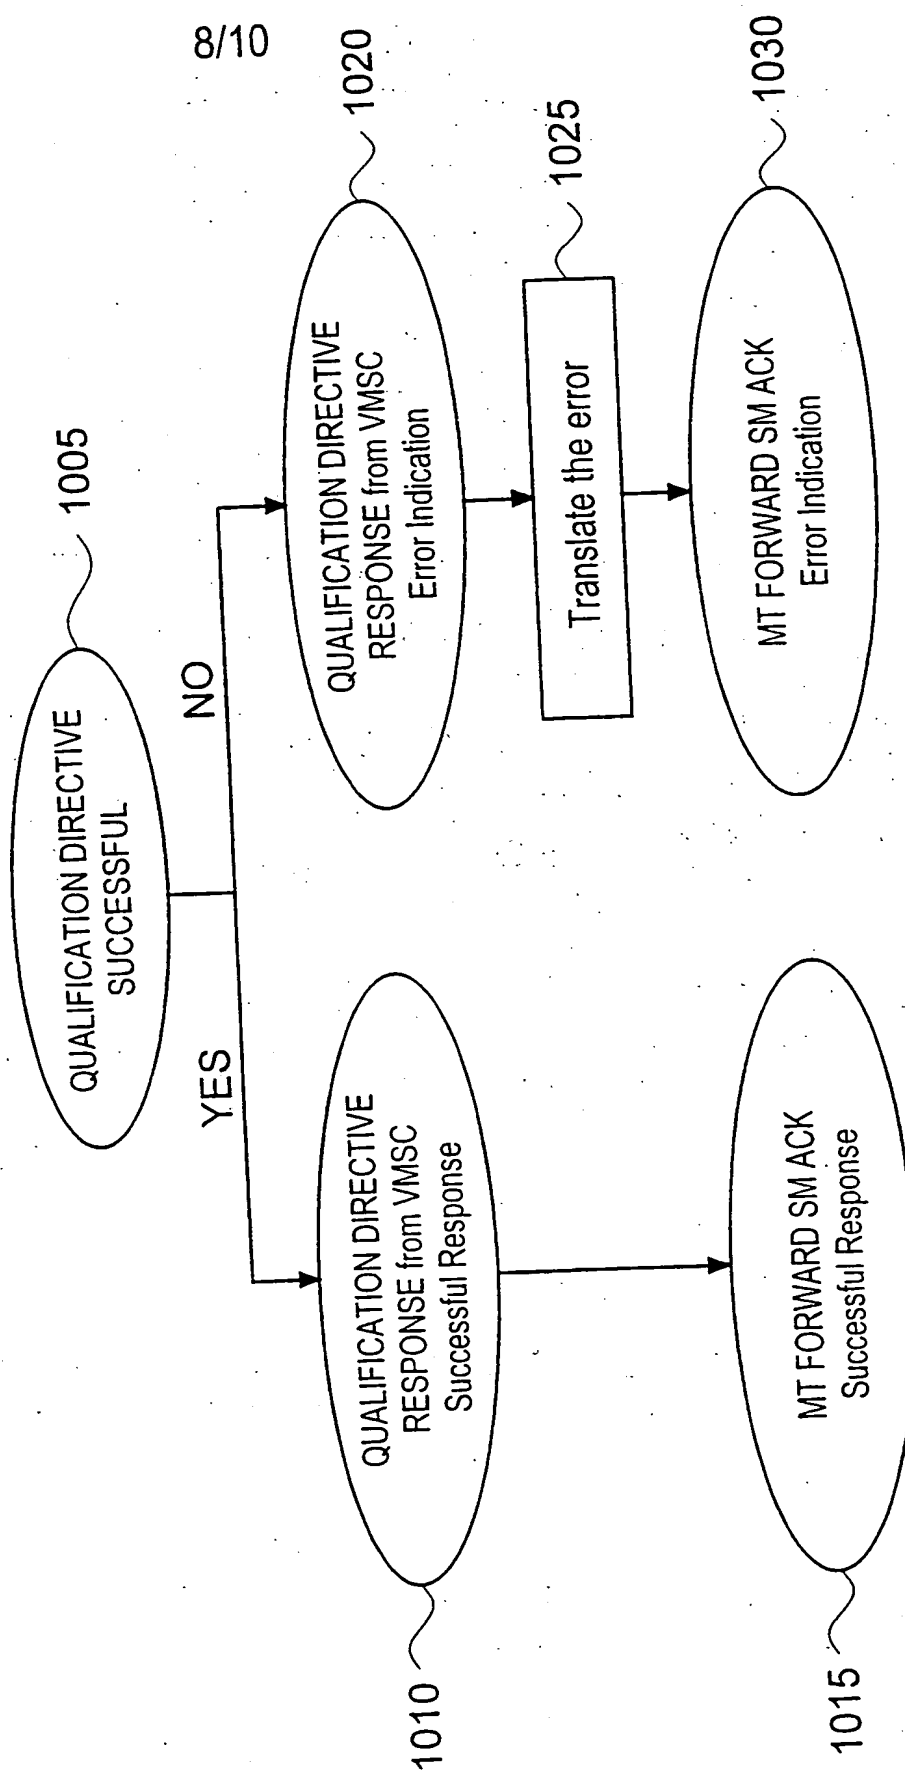 8/10
1005
QUALIFICATION DIRECTIVE
SUCCESSFUL
YES
NO
1010
QUALIFICATION DIRECTIVE
RESPONSE from VMSC
Successful Response
1020
QUALIFICATION DIRECTIVE
RESPONSE from VMSC
Error Indication
1025
Translate the error
1015
MT FORWARD SM ACK
Successful Response
1030
MT FORWARD SM ACK
Error Indication